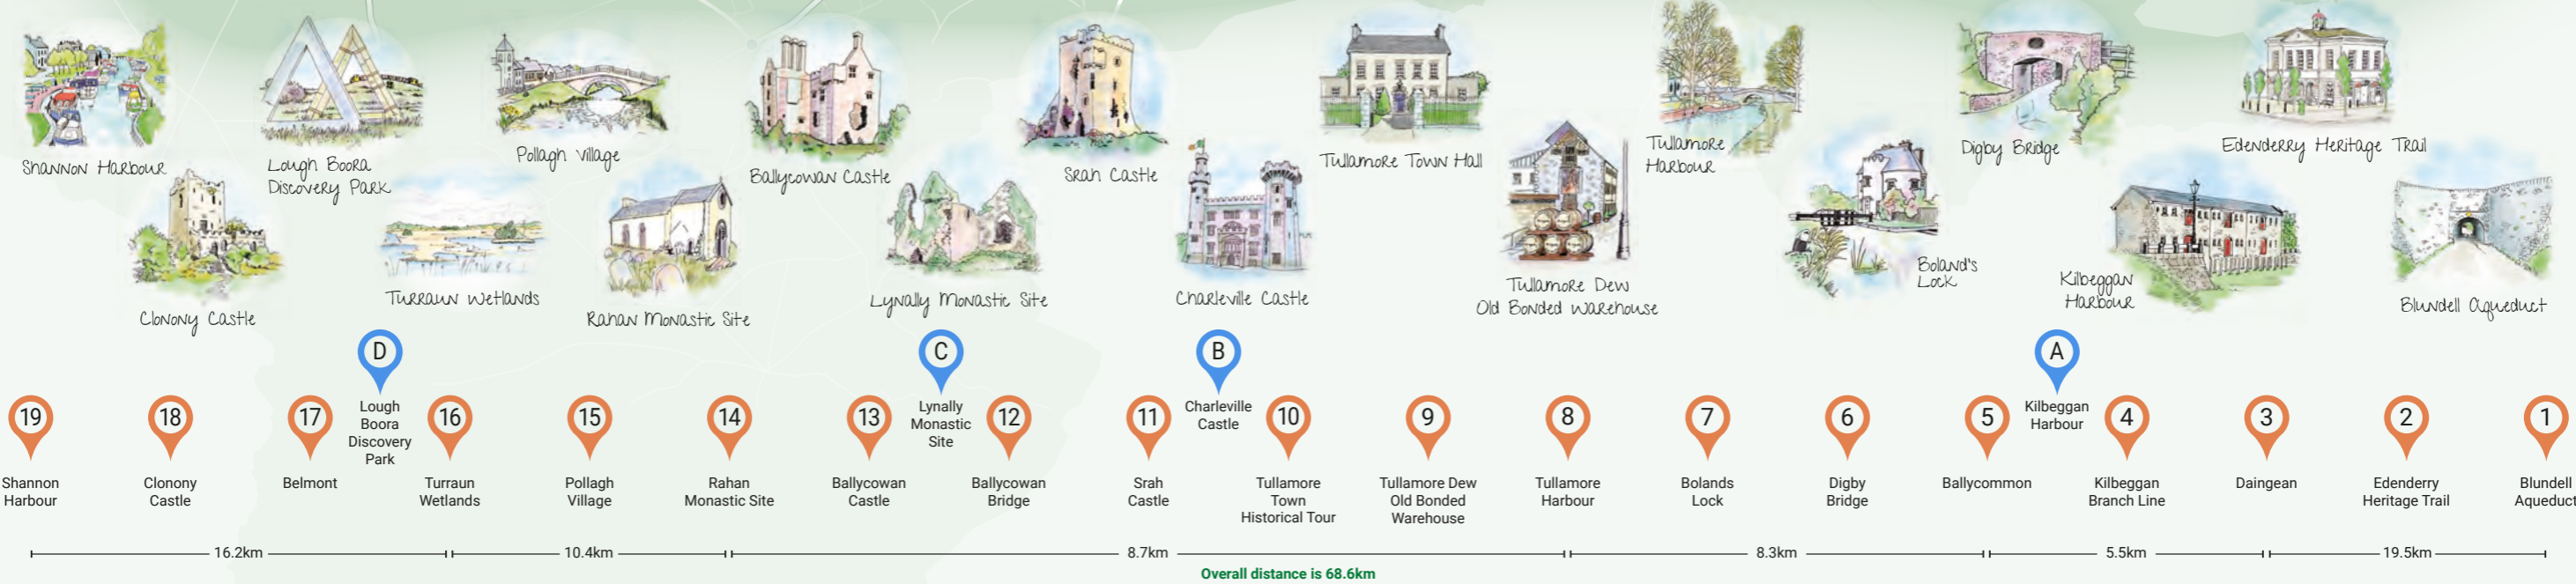 Shannon Harbour
Clonony Castle
Lough Boora
Discovery Park
Turraun Wetlands
Pollagh Village
Rahan Monastic Site
Ballycowan Castle
Lynally Monastic Site
Srah Castle
Charleville Castle
Tullamore Town Hall
Tullamore Dew
Old Bonded Warehouse
Tullamore
Harbour
Boland's
Lock
Digby Bridge
Kilbeggan
Harbour
Edenderry Heritage Trail
Blundell Aqueduct
D
Lough
Boora
Discovery
Park
C
Lynally
Monastic
Site
B
Charleville
Castle
A
Kilbeggan
Harbour
19
Shannon
Harbour
18
Clonony
Castle
17
Belmont
16
Turraun
Wetlands
15
Pollagh
Village
14
Rahan
Monastic Site
13
Ballycowan
Castle
12
Ballycowan
Bridge
11
Srah
Castle
10
Tullamore
Town
Historical Tour
9
Tullamore Dew
Old Bonded
Warehouse
8
Tullamore
Harbour
7
Bolands
Lock
6
Digby
Bridge
5
Ballycommon
4
Kilbeggan
Branch Line
3
Daingean
2
Edenderry
Heritage Trail
1
Blundell
Aqueduct
16.2km
10.4km
8.7km
8.3km
5.5km
19.5km
Overall distance is 68.6km